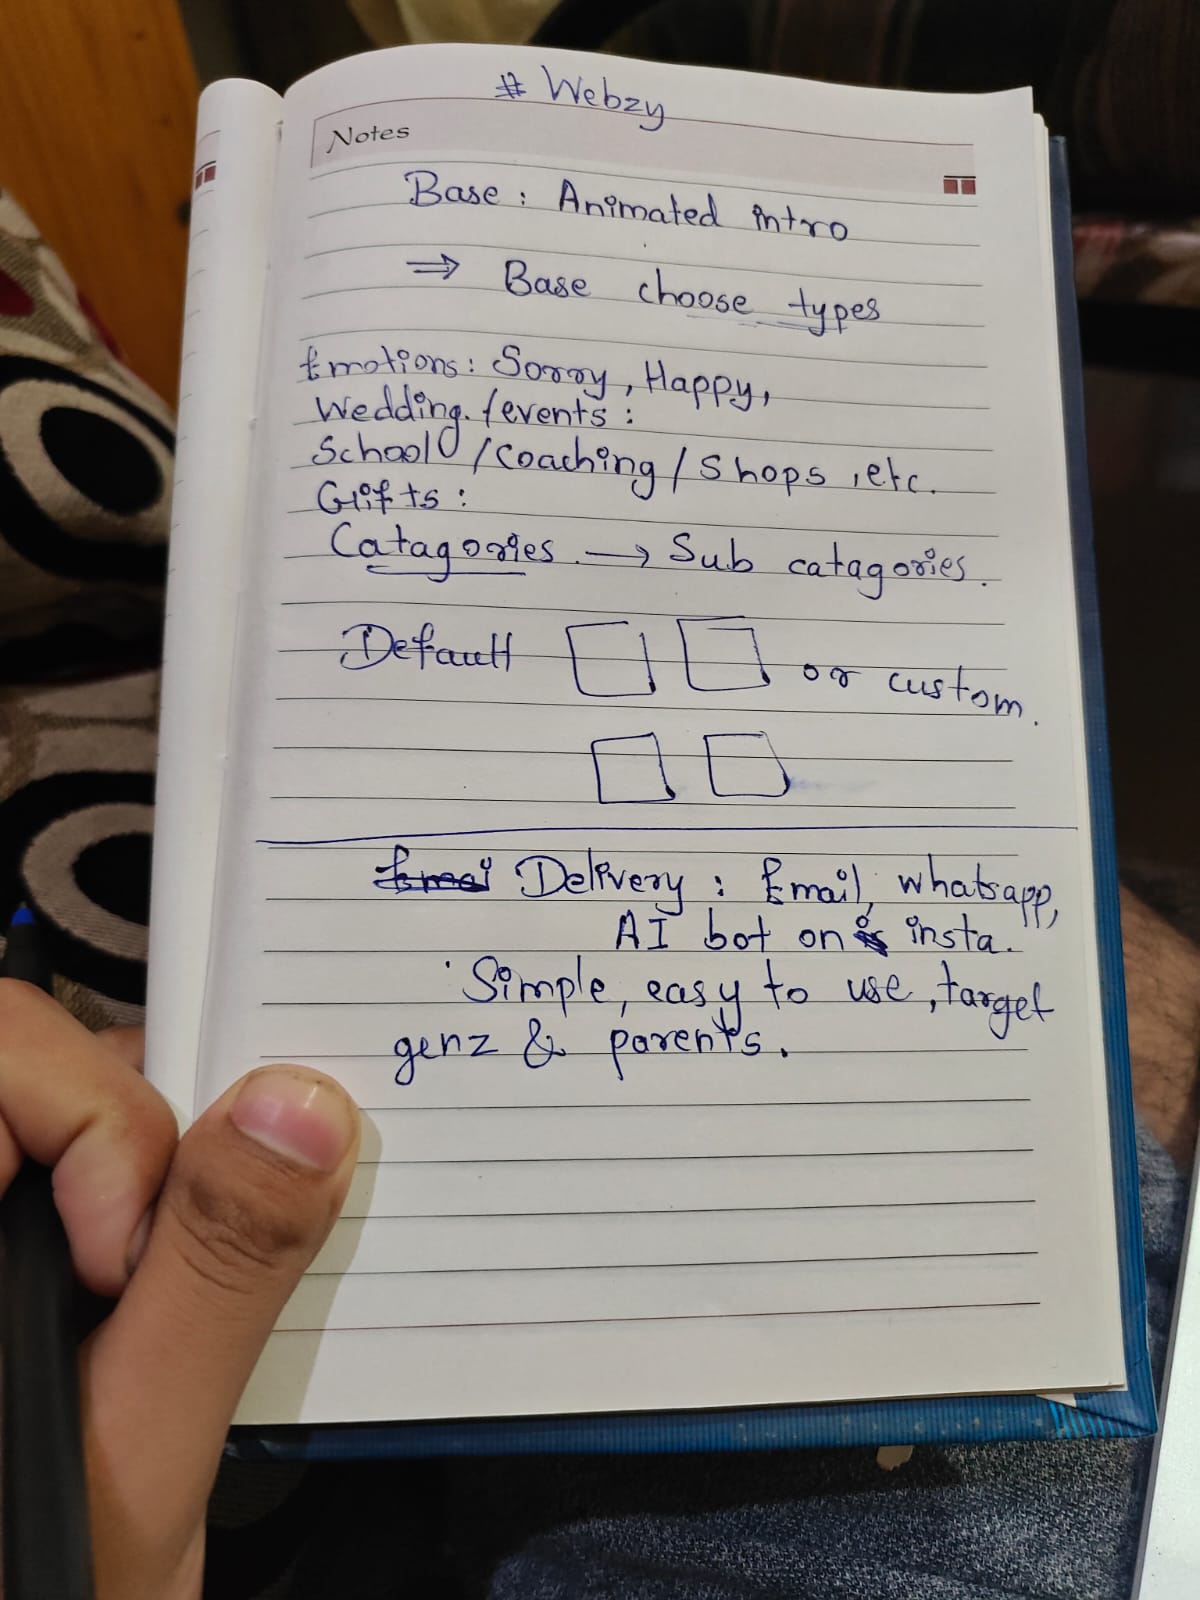 # Webzy
Notes
Base : Animated intro
⇒ Base choose types
Emotions : Sorry, Happy,
Wedding. / events :
School / Coaching / Shops , etc.
Gifts :
Catagories. → Sub catagories.
Default or custom.
Delivery : Email, whatsapp,
AI bot on insta.
Simple, easy to use, target
genz & parents.